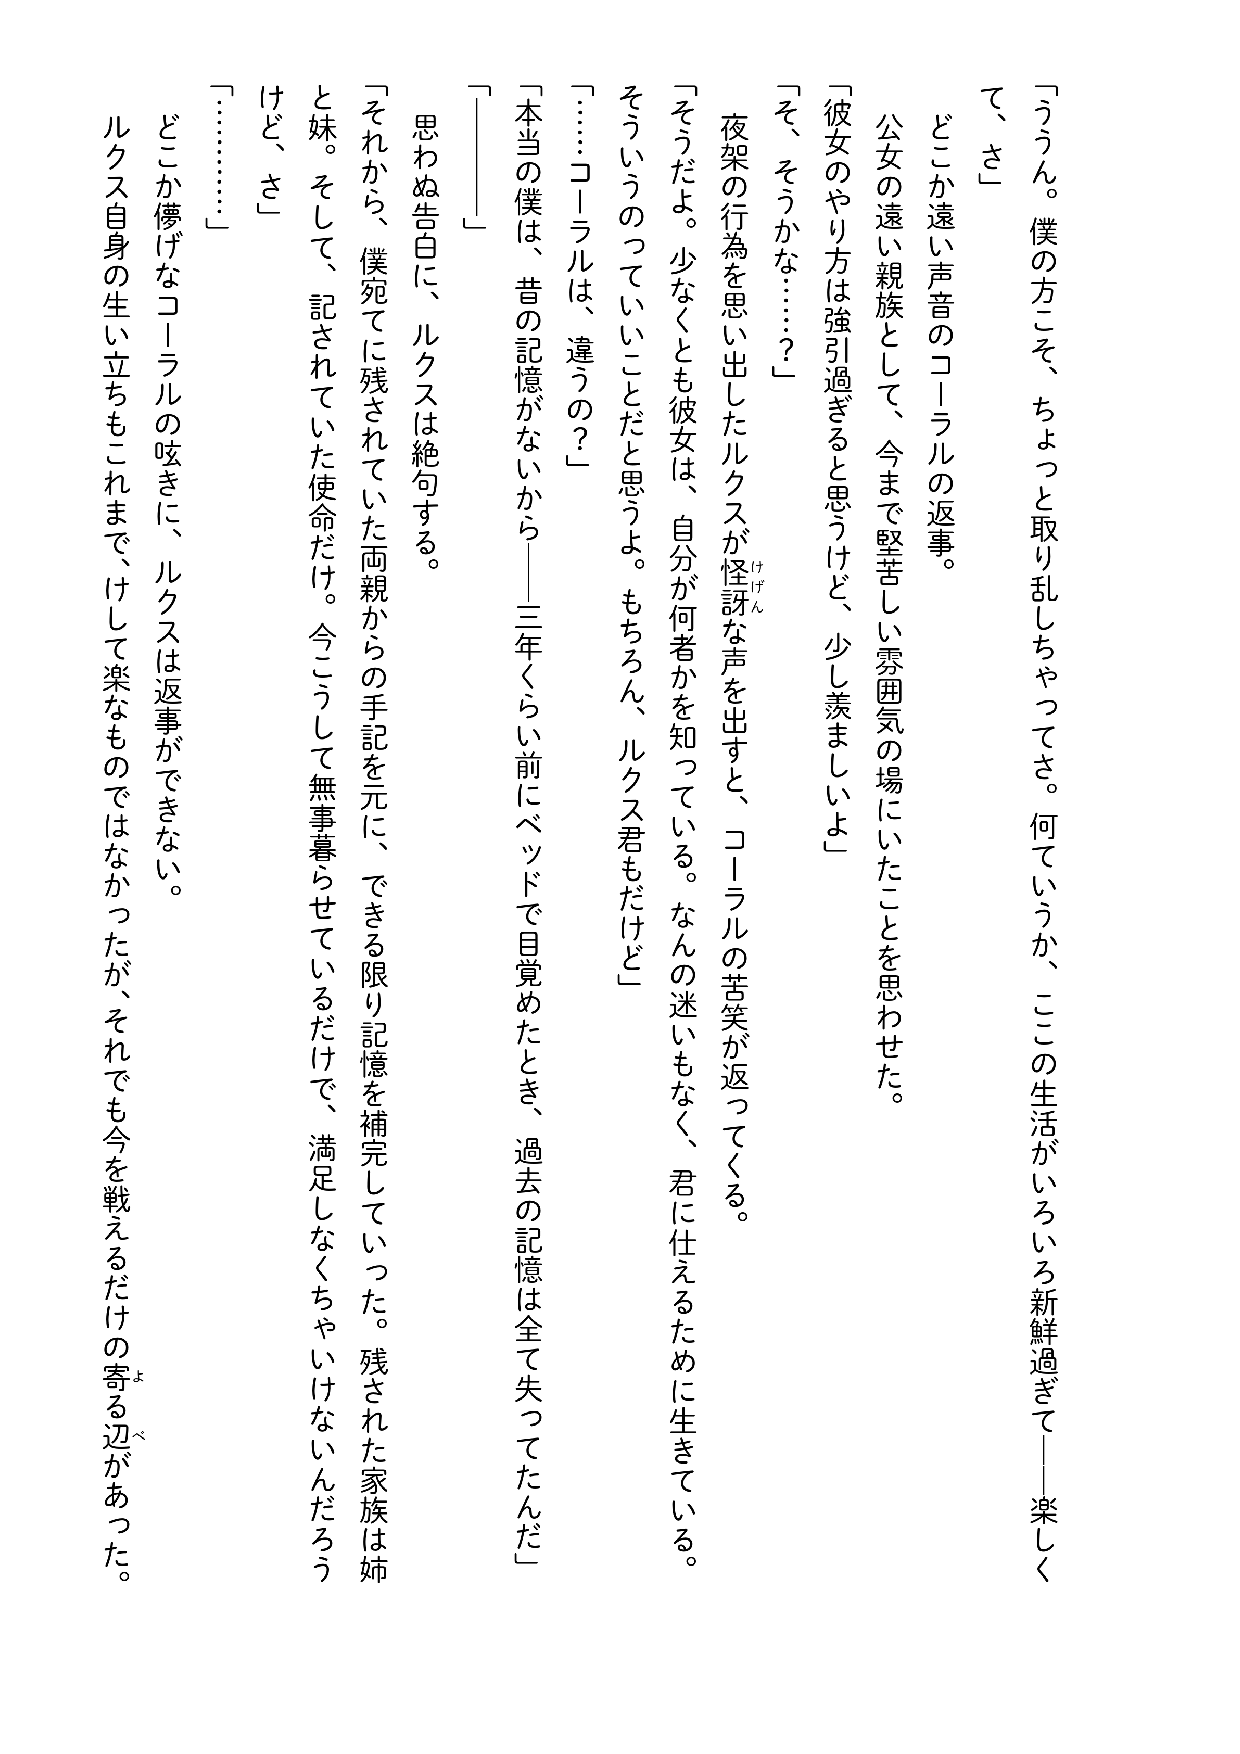 「ううん。僕の方こそ、ちょっと取り乱しちゃってさ。何ていうか、ここの生活がいろいろ新鮮過ぎて――楽しく
て、さ」
どこか遠い声音のコーラルの返事。
公女の遠い親族として、今まで堅苦しい雰囲気の場にいたことを思わせた。
「彼女のやり方は強引過ぎると思うけど、少し羨ましいよ」
「そ、そうかな……？」
夜架の行為を思い出したルクスが怪訝な声を出すと、コーラルの苦笑が返ってくる。
「そうだよ。少なくとも彼女は、自分が何者かを知っている。なんの迷いもなく、君に仕えるために生きている。
そういうのっていいことだと思うよ。もちろん、ルクス君もだけど」
「……コーラルは、違うの？」
「本当の僕は、昔の記憶がないから――三年くらい前にベッドで目覚めたとき、過去の記憶は全て失ってたんだ」
「――――」
思わぬ告白に、ルクスは絶句する。
「それから、僕宛てに残されていた両親からの手記を元に、できる限り記憶を補完していった。残された家族は姉
と妹。そして、記されていた使命だけ。今こうして無事暮らせているだけで、満足しなくちゃいけないんだろう
けど、さ」
「…………」
どこか儚げなコーラルの呟きに、ルクスは返事ができない。
ルクス自身の生い立ちもこれまで、けして楽なものではなかったが、それでも今を戦えるだけの寄る辺があった。